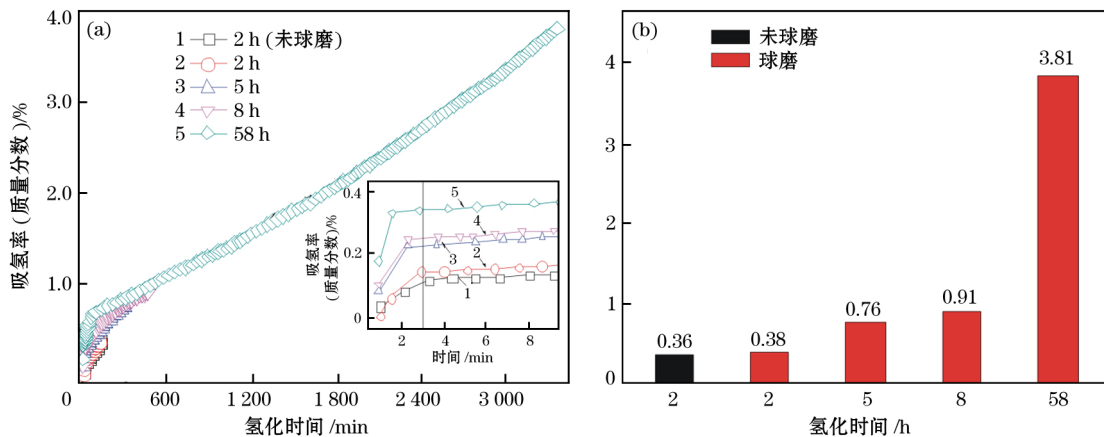 (a)
4.0
3.0
2.0
1.0
0
吸氢率(质量分数)/%
1 2 h (未球磨)
2 2 h
3 5 h
4 8 h
5 58 h
600 1 200 1 800 2 400 3 000
氢化时间 /min
0.4
0.2
0
吸氢率
(质量分数)/%
5
4
3
2
1
2 4 6 8
时间 /min
(b)
未球磨
球磨
4
3
2
1
0
0.36
0.38
0.76
0.91
3.81
2 2 5 8 58
氢化时间 /h